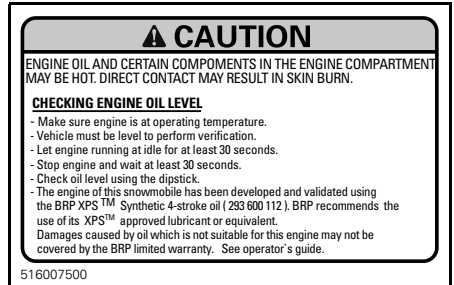 ⚠ CAUTION
ENGINE OIL AND CERTAIN COMPOMENTS IN THE ENGINE COMPARTMENT
MAY BE HOT. DIRECT CONTACT MAY RESULT IN SKIN BURN.
CHECKING ENGINE OIL LEVEL
- Make sure engine is at operating temperature.
- Vehicle must be level to perform verification.
- Let engine running at idle for at least 30 seconds.
- Stop engine and wait at least 30 seconds.
- Check oil level using the dipstick.
- The engine of this snowmobile has been developed and validated using
the BRP XPS TM Synthetic 4-stroke oil ( 293 600 112 ). BRP recommends the
use of its XPS™ approved lubricant or equivalent.
Damages caused by oil which is not suitable for this engine may not be
covered by the BRP limited warranty. See operator`s guide.
516007500